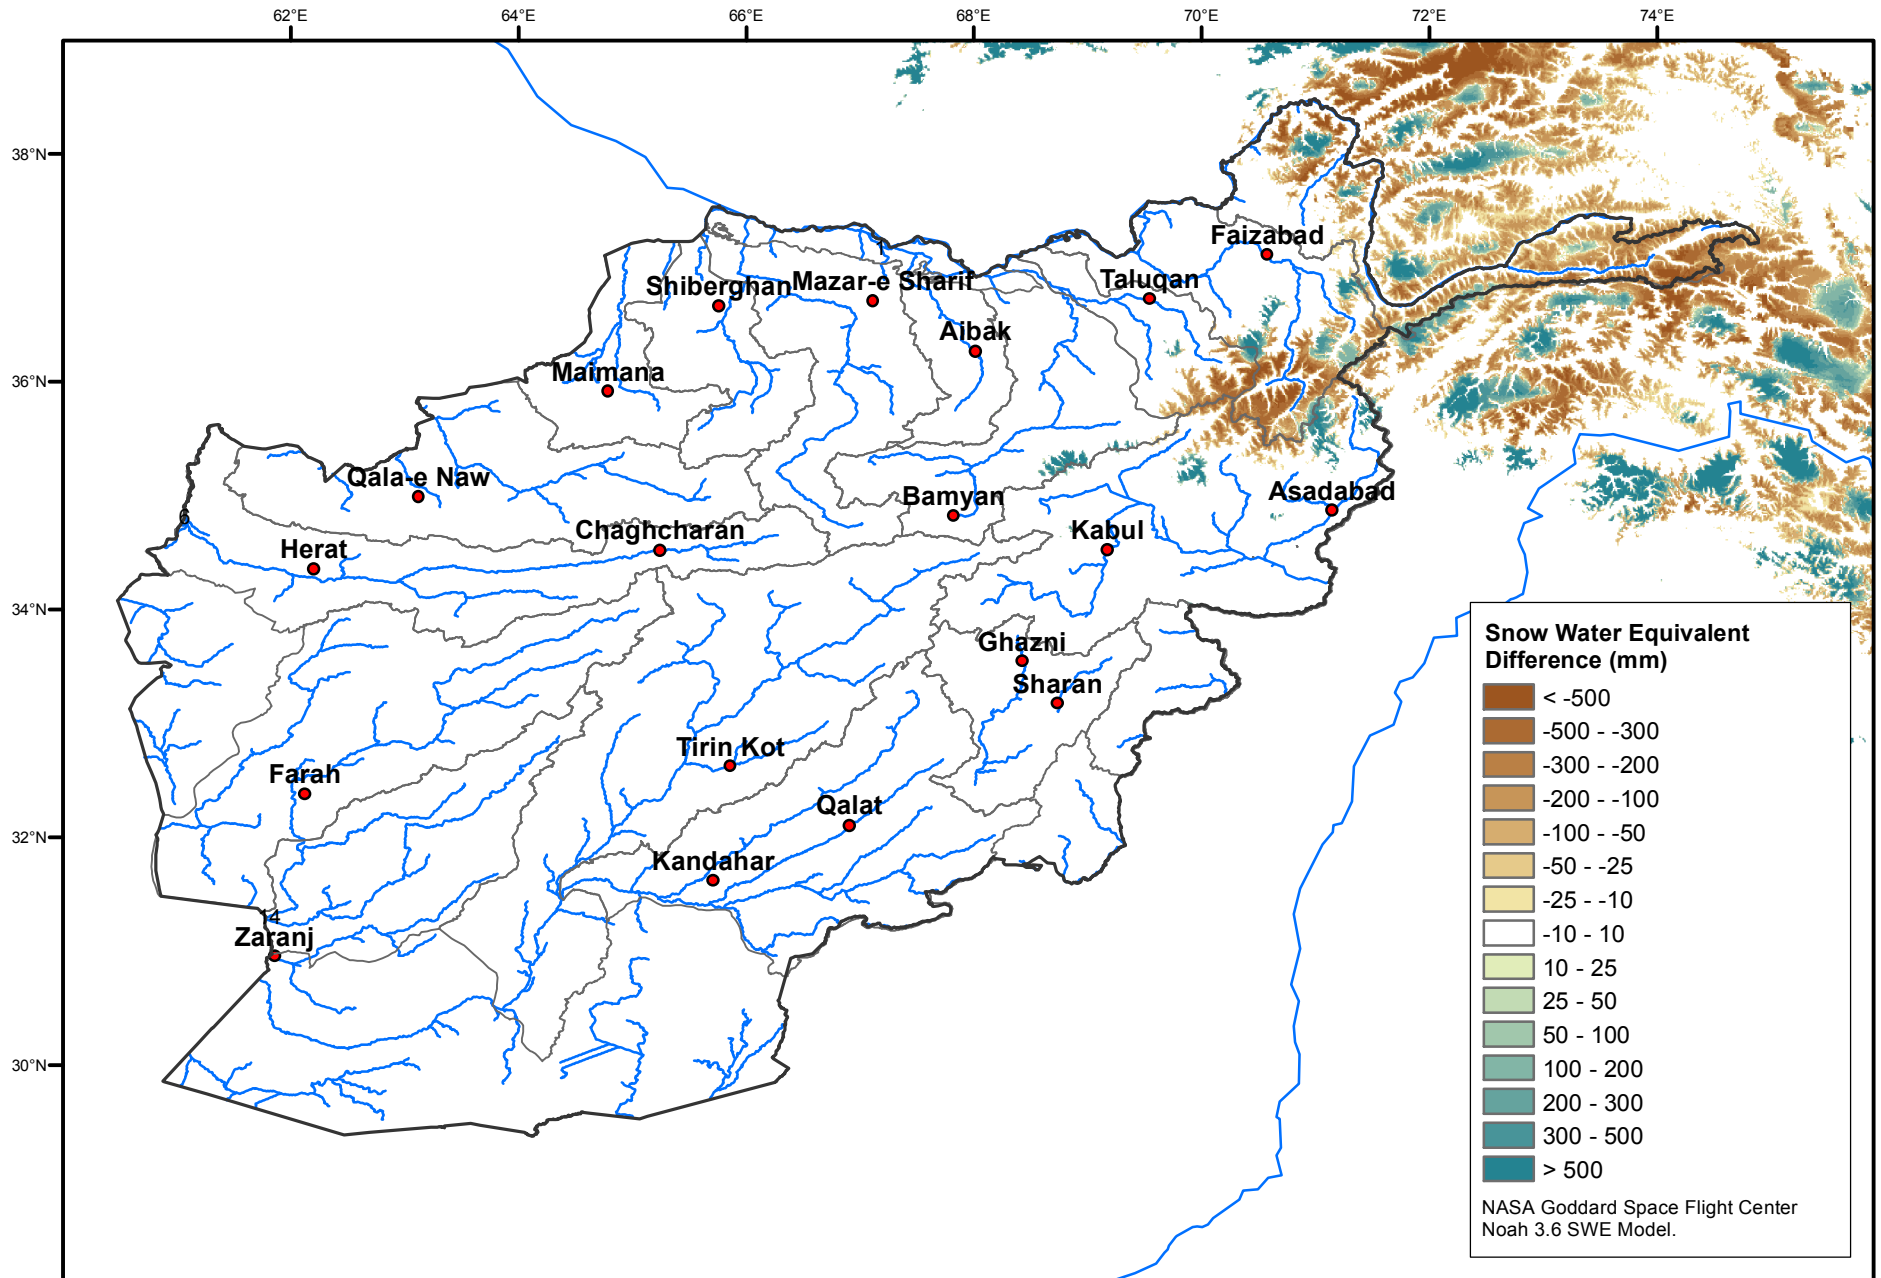 62°E 64°E 66°E 68°E 70°E 72°E 74°E
38°N
Faizabad
1
Shiberghan Mazar-e Sharif Taluqan
Aibak
36°N
Maimana
Qala-e Naw
Bamyan Asadabad
6
Chaghcharan Kabul
Herat
34°N
Ghazni
Sharan
Tirin Kot
Farah
Qalat
32°N
Kandahar
14
Zaranj
30°N
Snow Water Equivalent
Difference (mm)
< -500
-500 - -300
-300 - -200
-200 - -100
-100 - -50
-50 - -25
-25 - -10
-10 - 10
10 - 25
25 - 50
50 - 100
100 - 200
200 - 300
300 - 500
> 500
NASA Goddard Space Flight Center
Noah 3.6 SWE Model.